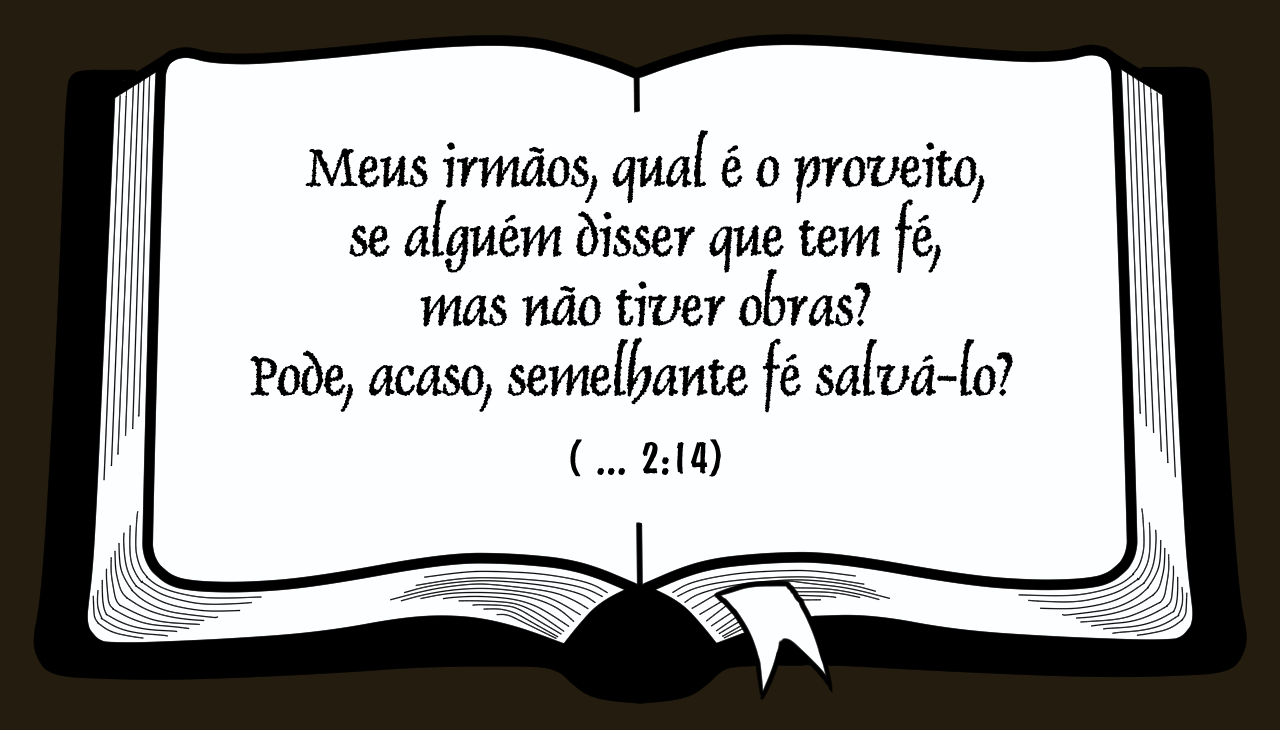 Meus irmãos, qual é o proveito,
se alguém disser que tem fé,
mas não tiver obras?
Pode, acaso, semelhante fé salvá-lo?
( ... 2:14)